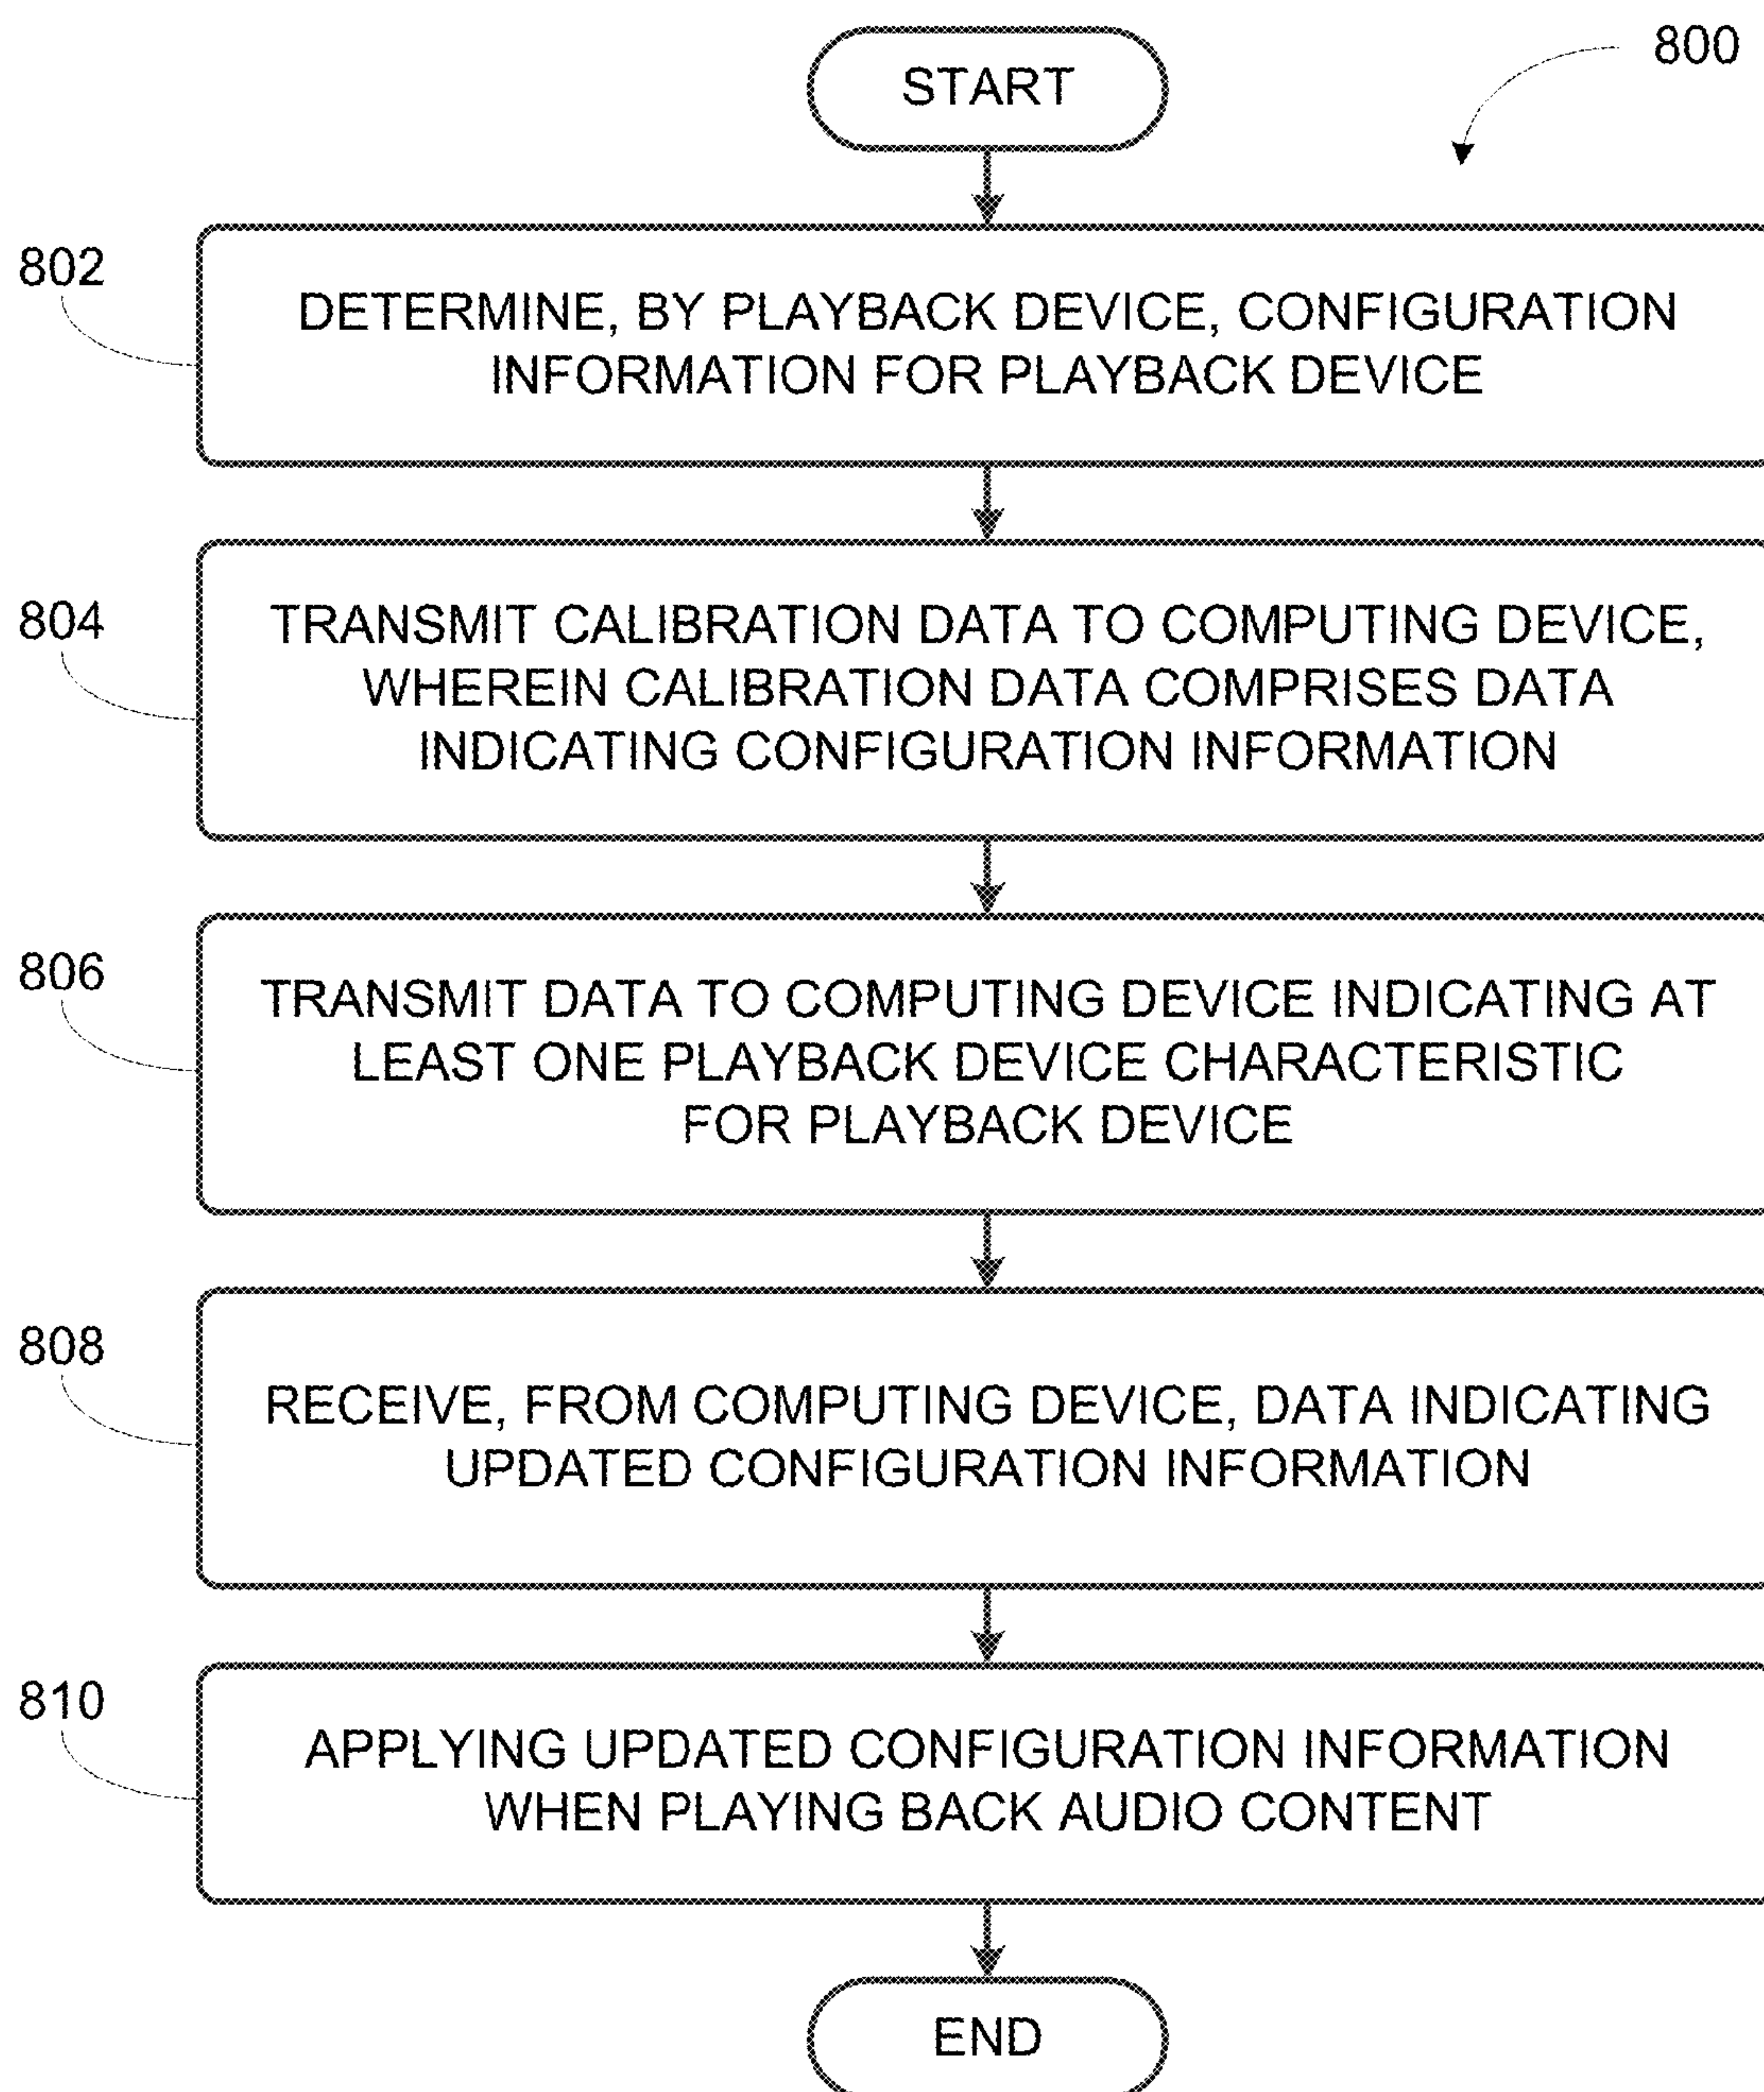 START
800
802
DETERMINE, BY PLAYBACK DEVICE, CONFIGURATION
INFORMATION FOR PLAYBACK DEVICE
804
TRANSMIT CALIBRATION DATA TO COMPUTING DEVICE,
WHEREIN CALIBRATION DATA COMPRISES DATA
INDICATING CONFIGURATION INFORMATION
806
TRANSMIT DATA TO COMPUTING DEVICE INDICATING AT
LEAST ONE PLAYBACK DEVICE CHARACTERISTIC
FOR PLAYBACK DEVICE
808
RECEIVE, FROM COMPUTING DEVICE, DATA INDICATING
UPDATED CONFIGURATION INFORMATION
810
APPLYING UPDATED CONFIGURATION INFORMATION
WHEN PLAYING BACK AUDIO CONTENT
END